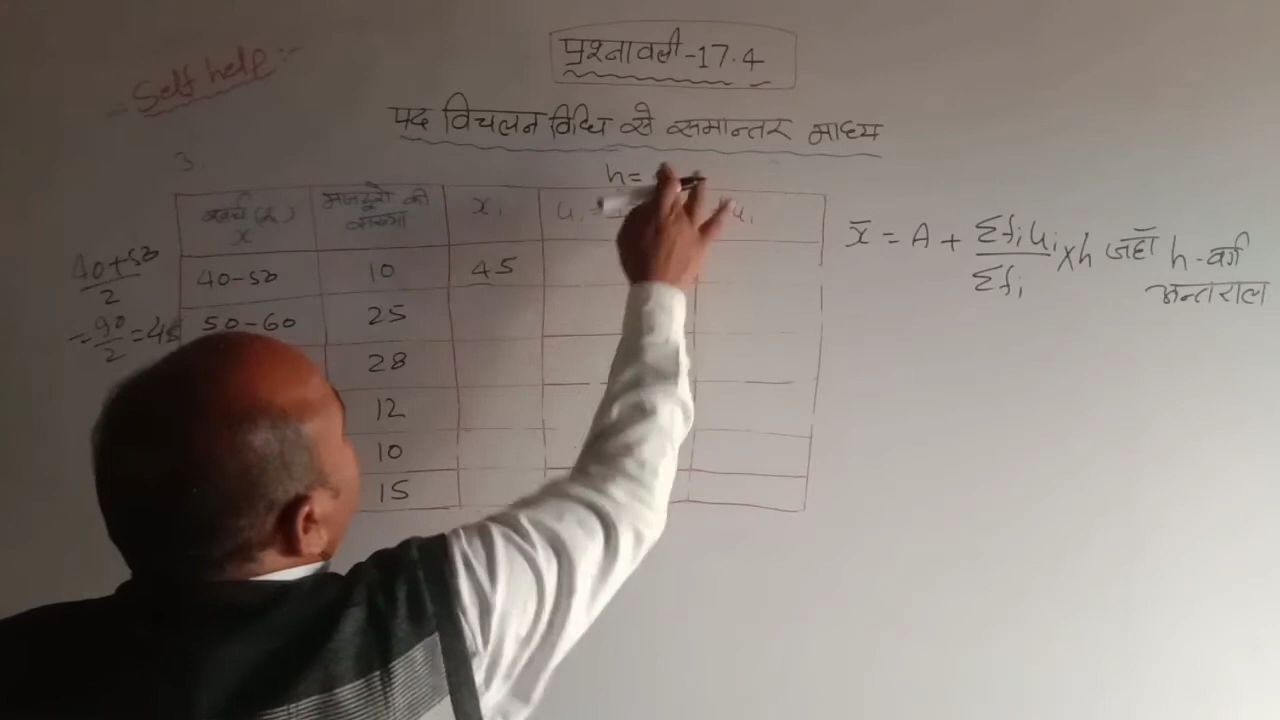 Self help :-
प्रश्नावली-17.4
पद विचलन विधि से समान्तर माध्य
3.
h=
खर्च (रु.)
x
मजदूरों की
संख्या
xi
ui =
ui
40+50
2
= 90
2
= 45
40-50 10 45
50-60 25
28
12
10
15
x̄ = A + Σfiui/Σfi × h जहाँ h-वर्ग
अन्तराल